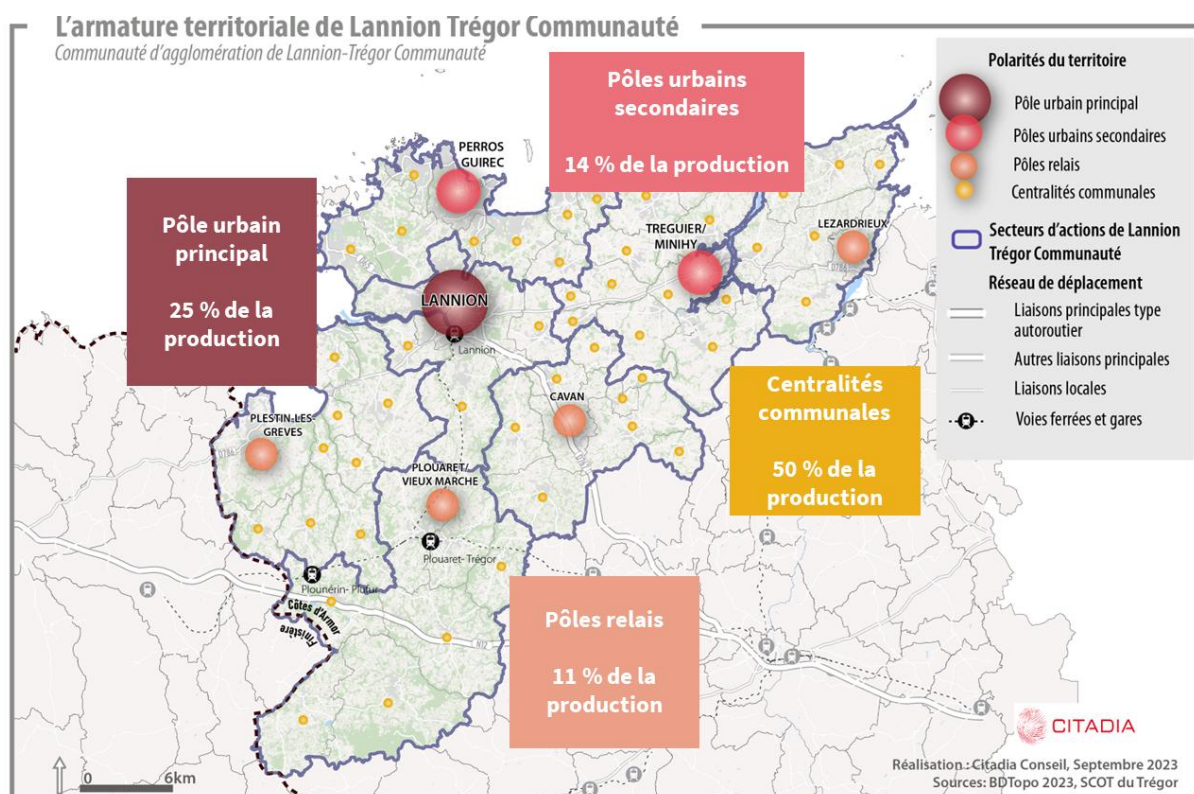 L'armature territoriale de Lannion Trégor Communauté
Communauté d'agglomération de Lannion-Trégor Communauté
Pôles urbains
secondaires
14 % de la production
Pôle urbain
principal
25 % de la
production
Centralités
communales
50 % de la
production
Pôles relais
11 % de la
production
PERROS
GUIREC
TREGUIER/
MINIHY
LEZARDRIEUX
D786
LANNION
Lannion
CAVAN
PLESTIN-LES-
GREVES
D786
PLOUARET/
VIEUX MARCHE
Plouaret- Trégor
Plounérin- Plufur
Côtes d'Armor
Finistère
N12
Polarités du territoire
Pôle urbain principal
Pôles urbains secondaires
Pôles relais
Centralités communales
Secteurs d'actions de Lannion
Trégor Communauté
Réseau de déplacement
Liaisons principales type
autoroutier
Autres liaisons principales
Liaisons locales
Voies ferrées et gares
0 6km
CITADIA
Réalisation : Citadia Conseil, Septembre 2023
Sources: BDTopo 2023, SCOT du Trégor